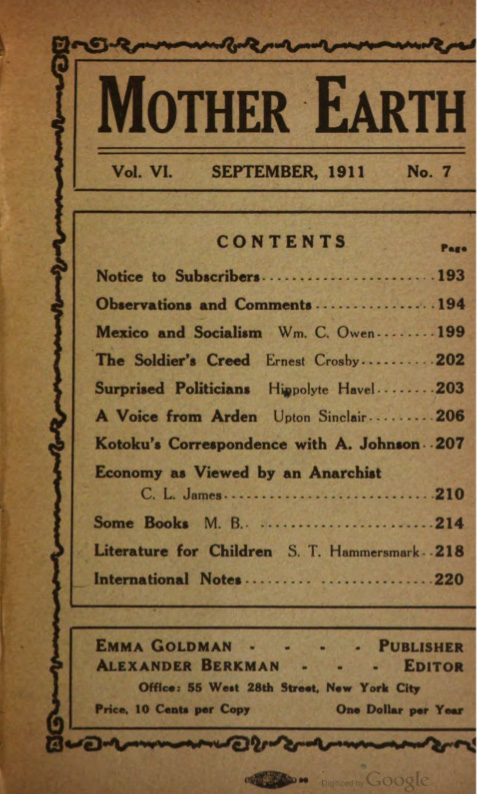 MOTHER EARTH
Vol. VI. SEPTEMBER, 1911 No. 7
CONTENTS
Page
Notice to Subscribers......................193
Observations and Comments...............194
Mexico and Socialism Wm. C. Owen........199
The Soldier's Creed Ernest Crosby.........202
Surprised Politicians Hippolyte Havel........203
A Voice from Arden Upton Sinclair.........206
Kotoku's Correspondence with A. Johnson..207
Economy as Viewed by an Anarchist
C. L. James...........................210
Some Books M. B.. ......................214
Literature for Children S. T. Hammersmark..218
International Notes......... ..............220
EMMA GOLDMAN - - - - PUBLISHER
ALEXANDER BERKMAN - - - EDITOR
Office: 55 West 28th Street, New York City
Price, 10 Cents per Copy One Dollar per Year
Digitized by Google